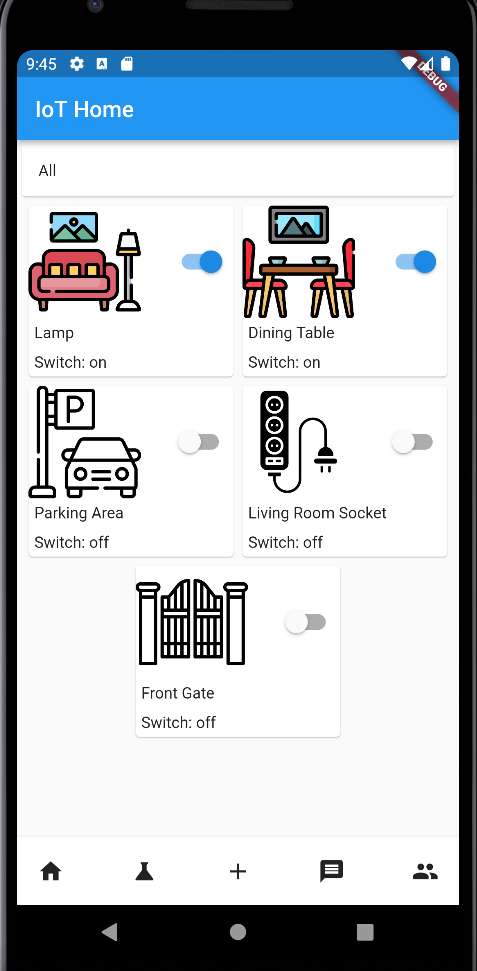 9:45
DEBUG
IoT Home
All
Lamp
Switch: on
Dining Table
Switch: on
P
Parking Area
Switch: off
Living Room Socket
Switch: off
Front Gate
Switch: off